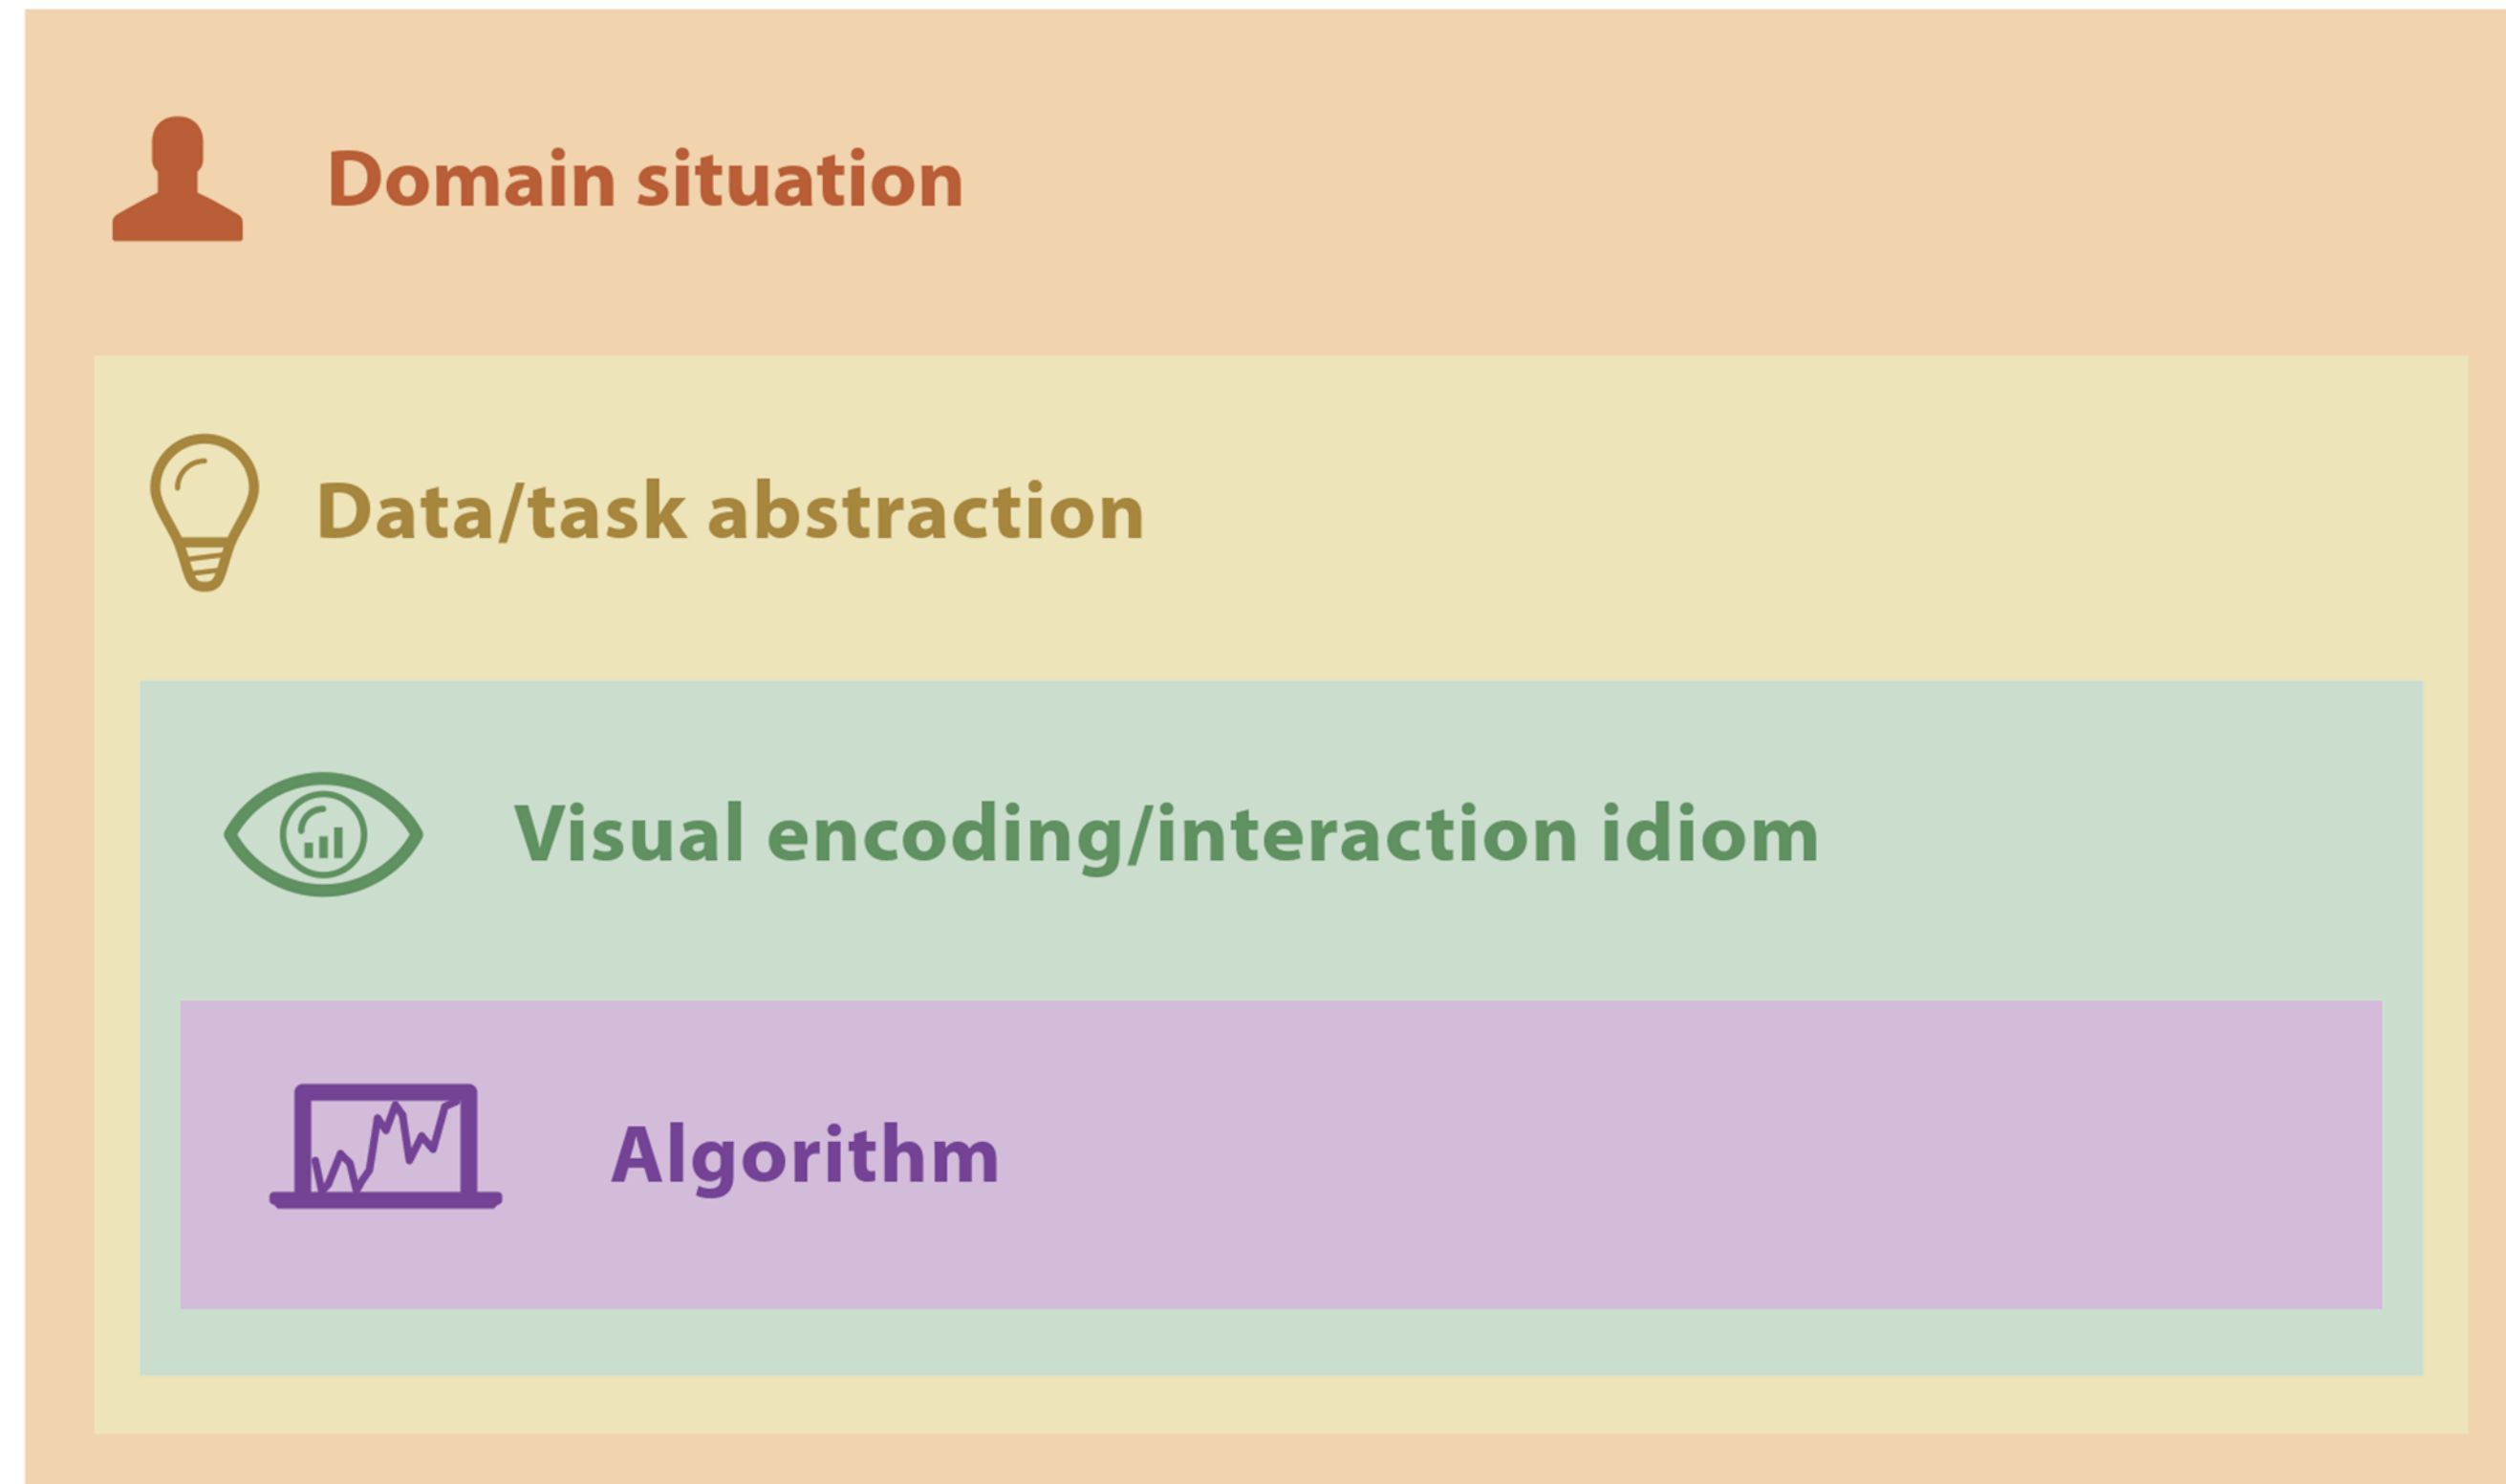 Domain situation
Data/task abstraction
Visual encoding/interaction idiom
Algorithm